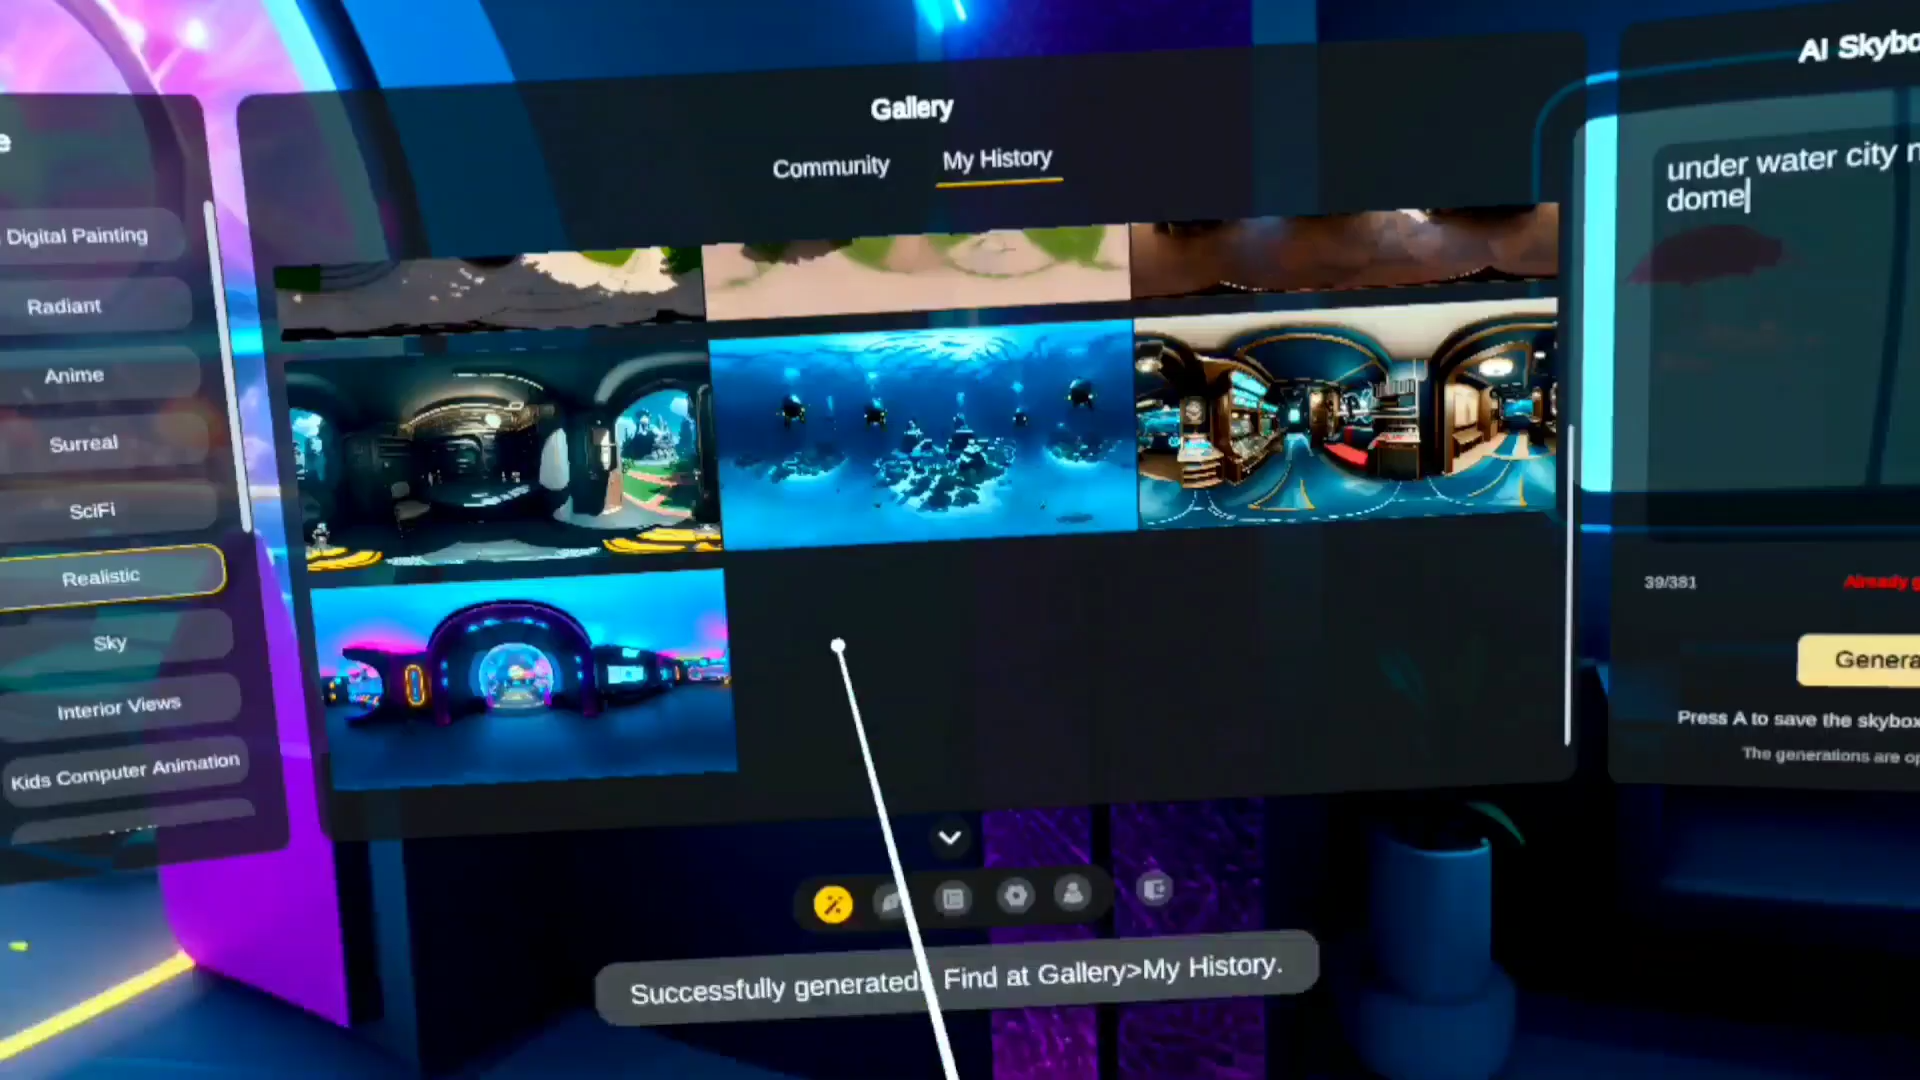 e
Digital Painting
Radiant
Anime
Surreal
SciFi
Realistic
Sky
Interior Views
Kids Computer Animation
Gallery
Community
My History
AI Skybo
under water city
dome
39/381
Already g
Genera
Press A to save the skybox
The generations are op
Successfully generated. Find at Gallery>My History.